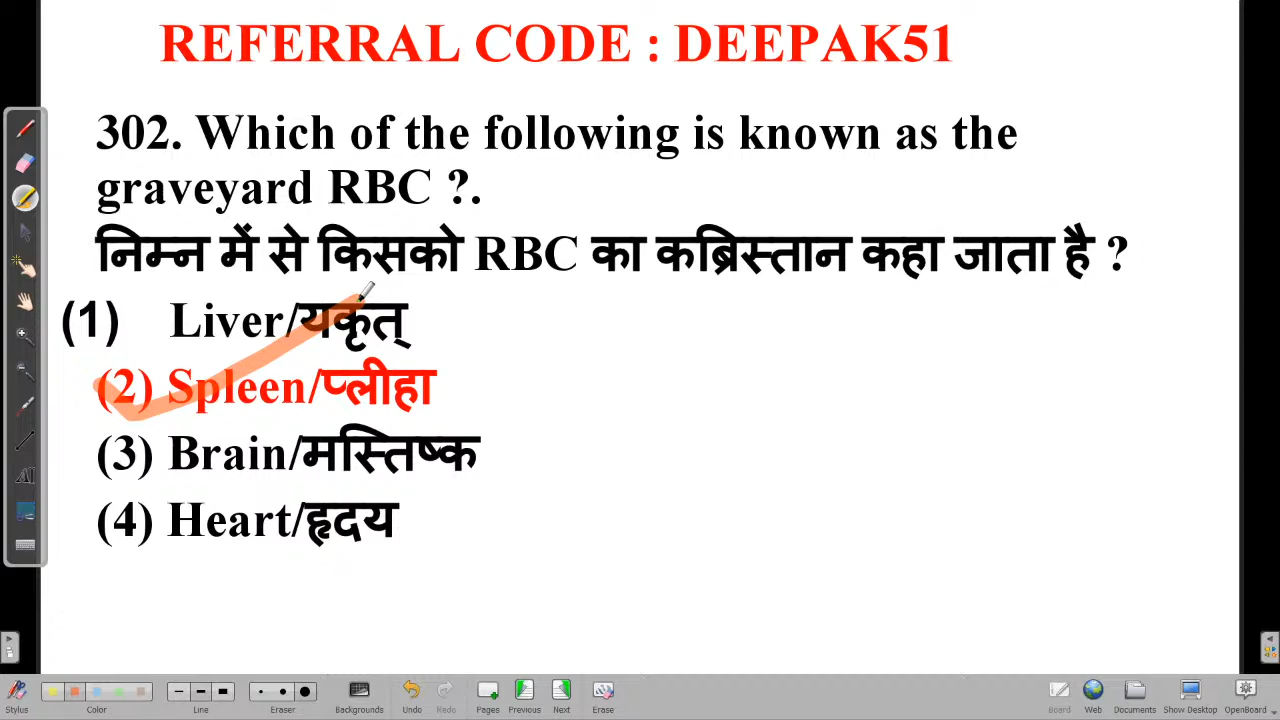 REFERRAL CODE : DEEPAK51
302. Which of the following is known as the
graveyard RBC ?.
निम्न में से किसको RBC का कब्रिस्तान कहा जाता है ?
(1) Liver/यकृत्
(2) Spleen/प्लीहा
(3) Brain/मस्तिष्क
(4) Heart/हृदय
Stylus Color Line Eraser Backgrounds Undo Redo Pages Previous Next Erase Board Web Documents Show Desktop OpenBoard